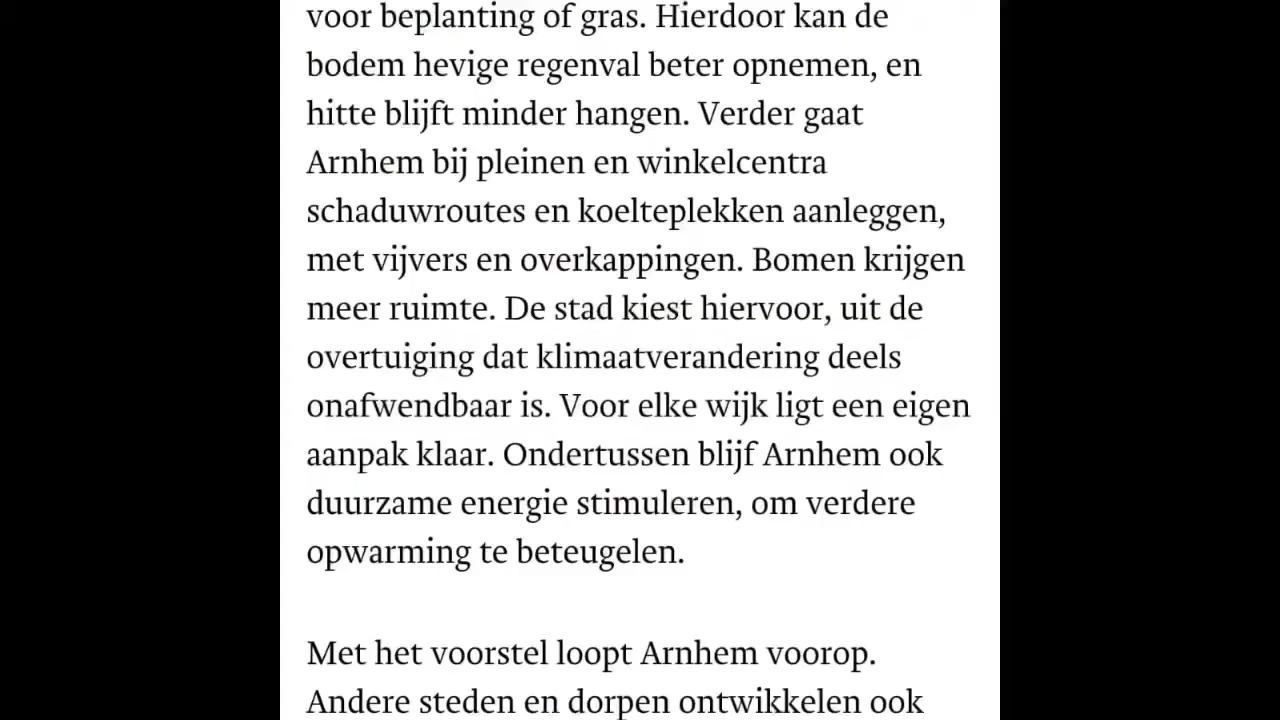 voor beplanting of gras. Hierdoor kan de
bodem hevige regenval beter opnemen, en
hitte blijft minder hangen. Verder gaat
Arnhem bij pleinen en winkelcentra
schaduwroutes en koelteplekken aanleggen,
met vijvers en overkappingen. Bomen krijgen
meer ruimte. De stad kiest hiervoor, uit de
overtuiging dat klimaatverandering deels
onafwendbaar is. Voor elke wijk ligt een eigen
aanpak klaar. Ondertussen blijf Arnhem ook
duurzame energie stimuleren, om verdere
opwarming te beteugelen.
Met het voorstel loopt Arnhem voorop.
Andere steden en dorpen ontwikkelen ook